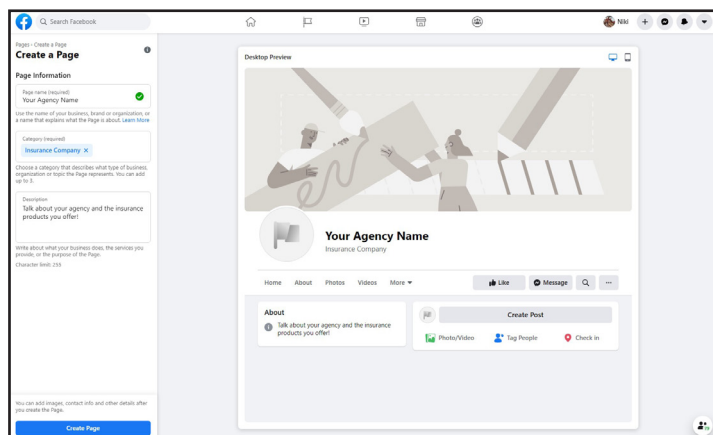 Search Facebook
Niki
Pages › Create a Page
Create a Page
Page Information
Page name (required)
Your Agency Name
Use the name of your business, brand or organization, or
a name that explains what the Page is about. Learn More
Category (required)
Insurance Company ×
Choose a category that describes what type of business,
organization or topic the Page represents. You can add
up to 3.
Description
Talk about your agency and the insurance
products you offer!
Write about what your business does, the services you
provide, or the purpose of the Page.
Character limit: 255
You can add images, contact info and other details after
you create the Page.
Create Page
Desktop Preview
Your Agency Name
Insurance Company
Home About Photos Videos More
Like Message
About
Talk about your agency and the insurance
products you offer!
Create Post
Photo/Video Tag People Check in